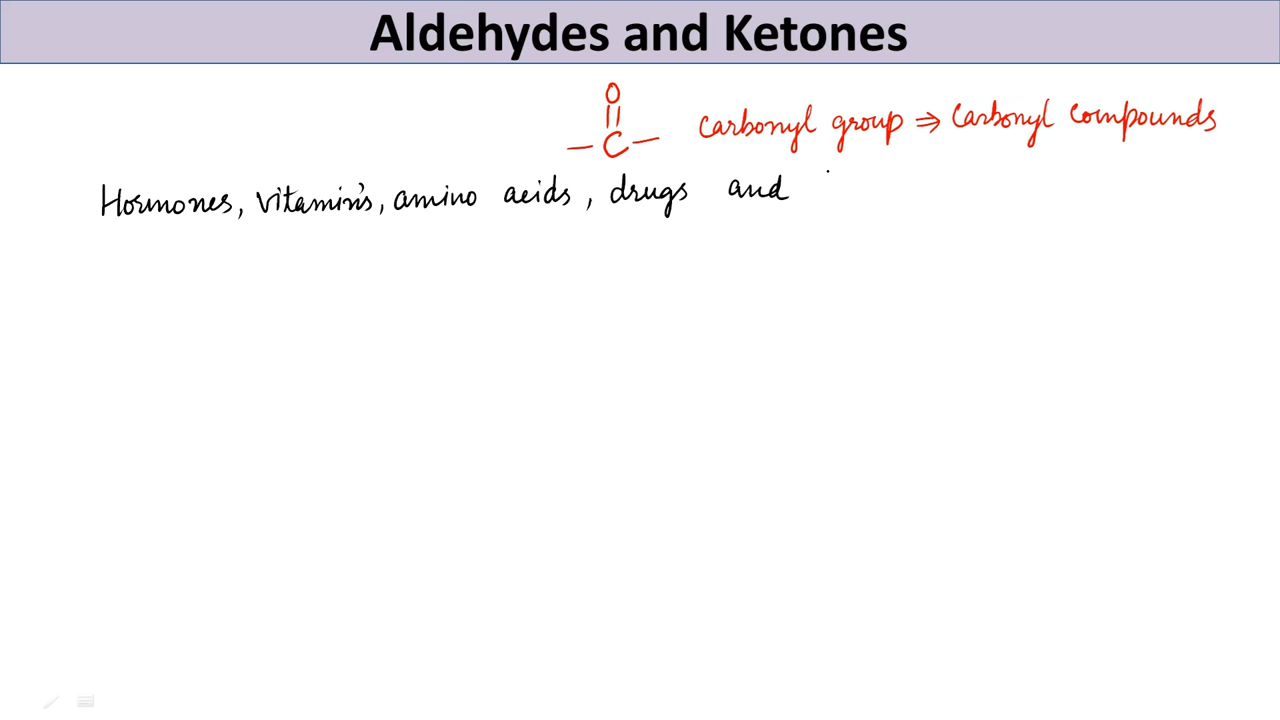 Aldehydes and Ketones
O
|| 
– C – Carbonyl group ⇒ Carbonyl compounds
Hormones, vitamins, amino acids, drugs and